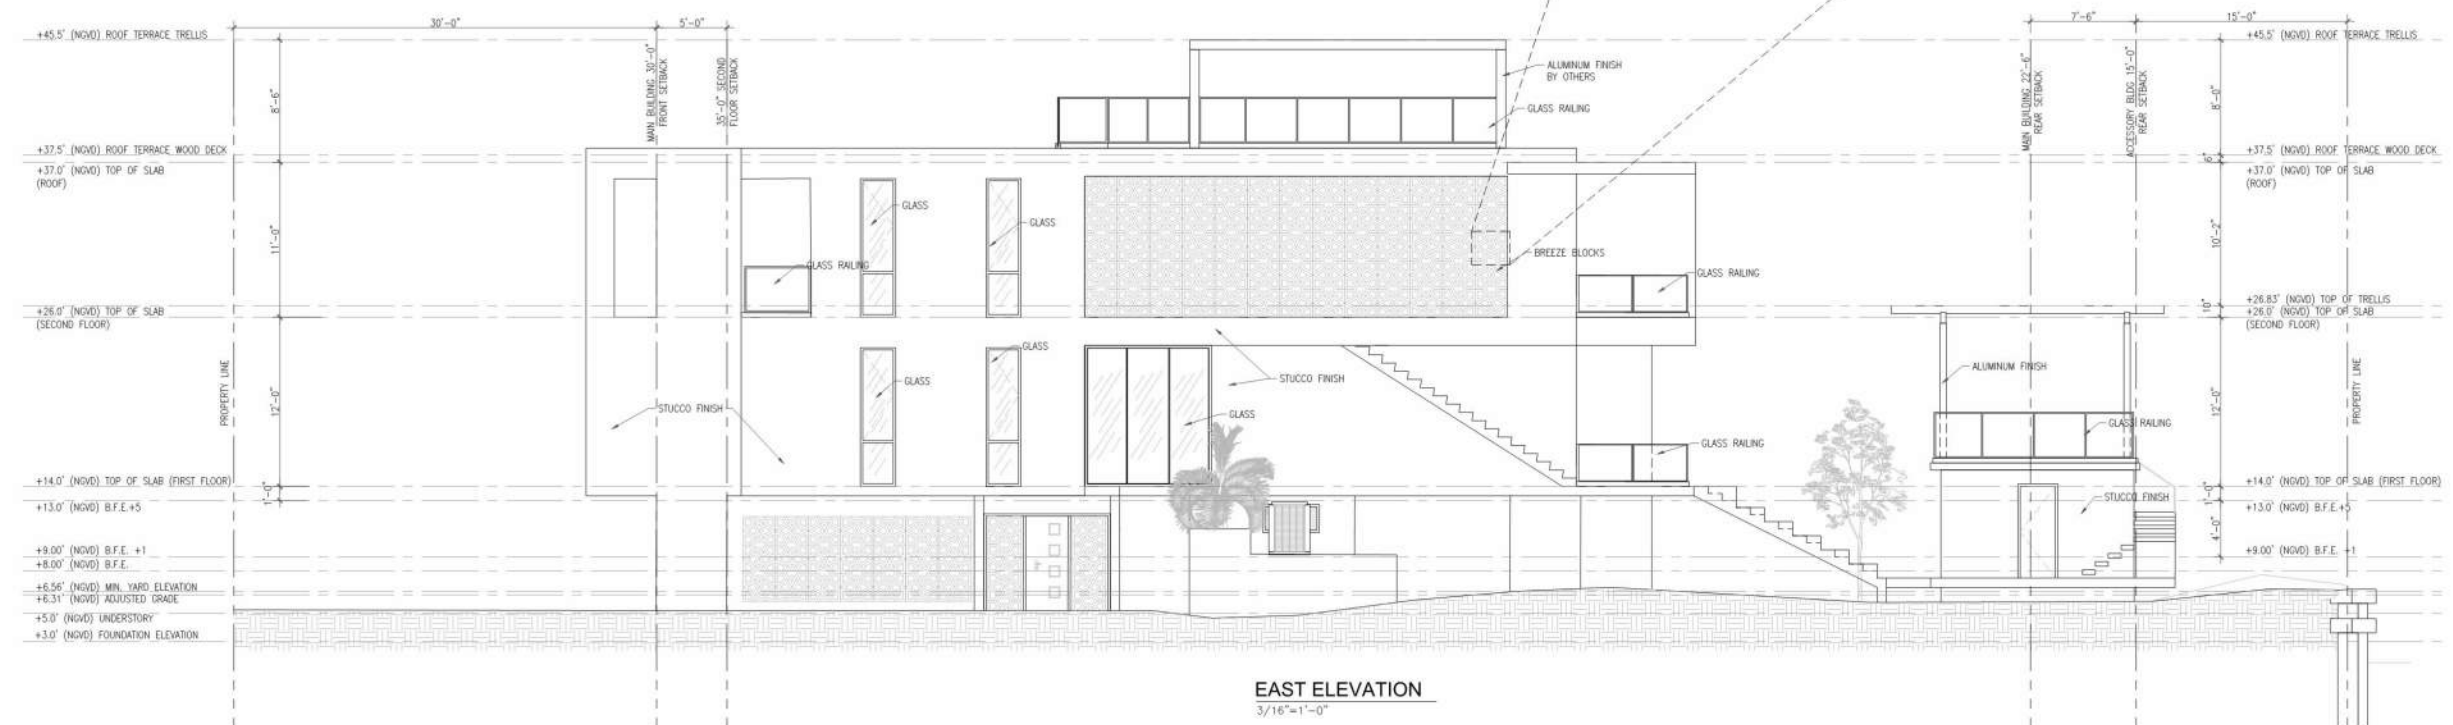 30'-0"
5'-0"
7'-6"
15'-0"
+45.5' (NGVD) ROOF TERRACE TRELLIS
8'-6"
+37.5' (NGVD) ROOF TERRACE WOOD DECK
+37.0' (NGVD) TOP OF SLAB
(ROOF)
11'-0"
+26.0' (NGVD) TOP OF SLAB
(SECOND FLOOR)
PROPERTY LINE
12'-0"
+14.0' (NGVD) TOP OF SLAB (FIRST FLOOR)
1'-0"
+13.0' (NGVD) B.F.E.+5
+9.00' (NGVD) B.F.E. +1
+8.00' (NGVD) B.F.E.
+6.56' (NGVD) MIN. YARD ELEVATION
+6.31' (NGVD) ADJUSTED GRADE
+5.0' (NGVD) UNDERSTORY
+3.0' (NGVD) FOUNDATION ELEVATION
MAIN BUILDING 30'-0"
FRONT SETBACK
35'-0" SECOND
FLOOR SETBACK
ALUMINUM FINISH
BY OTHERS
GLASS RAILING
GLASS
GLASS
GLASS RAILING
BREEZE BLOCKS
GLASS RAILING
GLASS
GLASS
STUCCO FINISH
STUCCO FINISH
GLASS
GLASS RAILING
ALUMINUM FINISH
GLASS RAILING
STUCCO FINISH
MAIN BUILDING 22'-6"
REAR SETBACK
ACCESSORY BLDG 15'-0"
REAR SETBACK
+45.5' (NGVD) ROOF TERRACE TRELLIS
8'-0"
+37.5' (NGVD) ROOF TERRACE WOOD DECK
6"
+37.0' (NGVD) TOP OF SLAB
(ROOF)
10'-2"
+26.83' (NGVD) TOP OF TRELLIS
10"
+26.0' (NGVD) TOP OF SLAB
(SECOND FLOOR)
PROPERTY LINE
12'-0"
+14.0' (NGVD) TOP OF SLAB (FIRST FLOOR)
1'-0"
+13.0' (NGVD) B.F.E.+5
4'-0"
+9.00' (NGVD) B.F.E. +1
EAST ELEVATION
3/16"=1'-0"